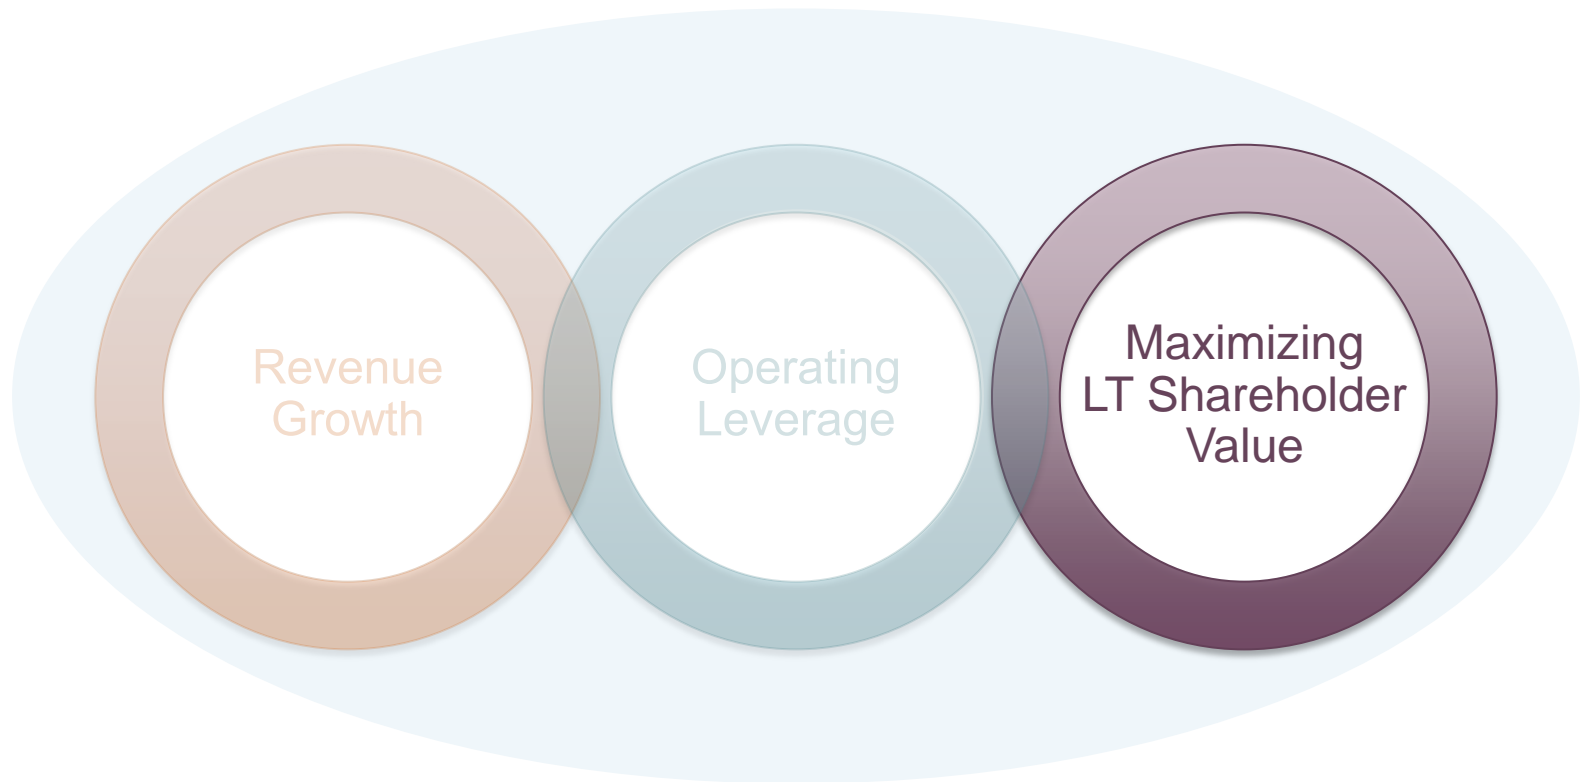 Revenue
Growth
Operating
Leverage
Maximizing
LT Shareholder
Value